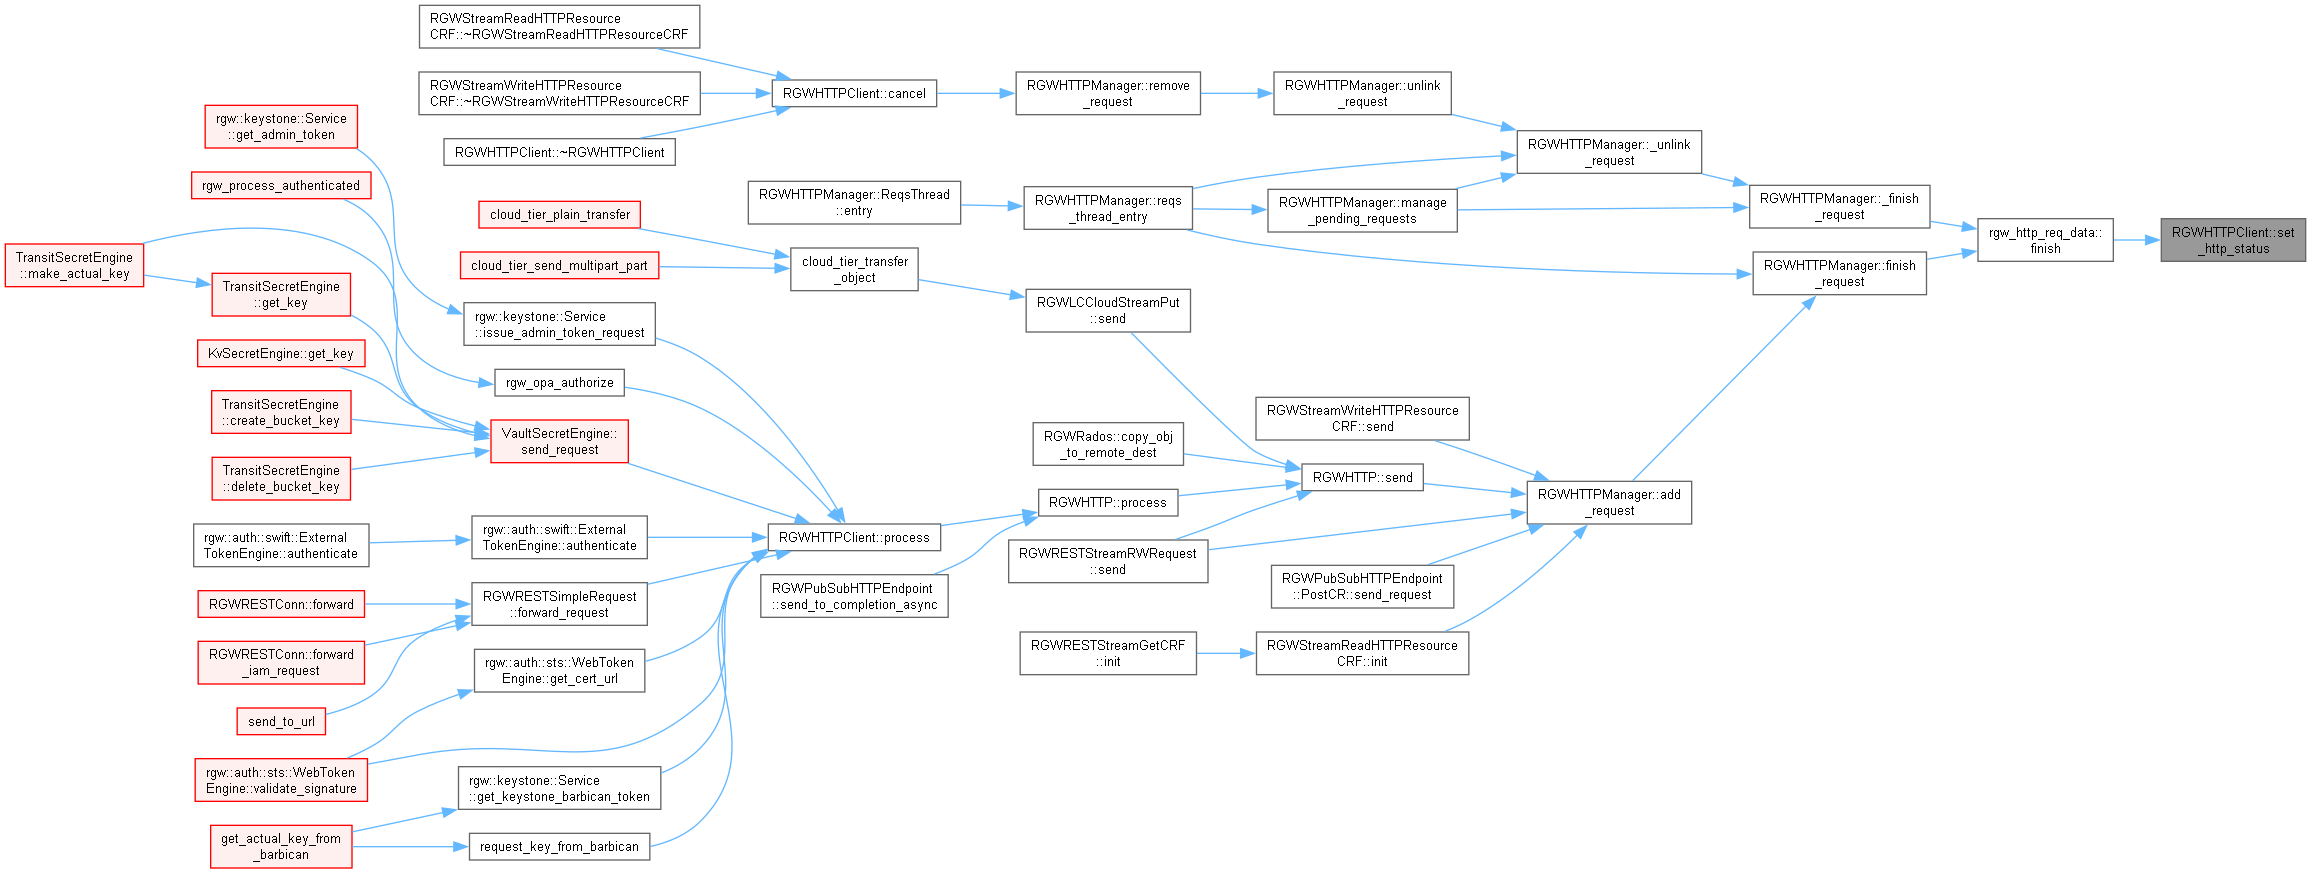 RGWStreamReadHTTPResource
CRF::~RGWStreamReadHTTPResourceCRF
RGWStreamWriteHTTPResource
CRF::~RGWStreamWriteHTTPResourceCRF
RGWHTTPClient::~RGWHTTPClient
RGWHTTPClient::cancel
RGWHTTPManager::remove
_request
RGWHTTPManager::unlink
_request
RGWHTTPManager::_unlink
_request
RGWHTTPManager::ReqsThread
::entry
RGWHTTPManager::reqs
_thread_entry
RGWHTTPManager::manage
_pending_requests
RGWHTTPManager::_finish
_request
rgw_http_req_data::
finish
RGWHTTPClient::set
_http_status
RGWHTTPManager::finish
_request
rgw::keystone::Service
::get_admin_token
rgw_process_authenticated
TransitSecretEngine
::make_actual_key
TransitSecretEngine
::get_key
KvSecretEngine::get_key
TransitSecretEngine
::create_bucket_key
TransitSecretEngine
::delete_bucket_key
cloud_tier_plain_transfer
cloud_tier_send_multipart_part
cloud_tier_transfer
_object
RGWLCCloudStreamPut
::send
rgw::keystone::Service
::issue_admin_token_request
rgw_opa_authorize
VaultSecretEngine::
send_request
RGWStreamWriteHTTPResource
CRF::send
RGWRados::copy_obj
_to_remote_dest
RGWHTTP::send
RGWHTTP::process
RGWHTTPManager::add
_request
RGWHTTPClient::process
RGWRESTStreamRWRequest
::send
RGWPubSubHTTPEndpoint
::send_to_completion_async
RGWPubSubHTTPEndpoint
::PostCR::send_request
RGWRESTStreamGetCRF
::init
RGWStreamReadHTTPResource
CRF::init
rgw::auth::swift::External
TokenEngine::authenticate
rgw::auth::swift::External
TokenEngine::authenticate
RGWRESTConn::forward
RGWRESTSimpleRequest
::forward_request
RGWRESTConn::forward
_iam_request
send_to_url
rgw::auth::sts::WebToken
Engine::get_cert_url
rgw::auth::sts::WebToken
Engine::validate_signature
rgw::keystone::Service
::get_keystone_barbican_token
get_actual_key_from
_barbican
request_key_from_barbican